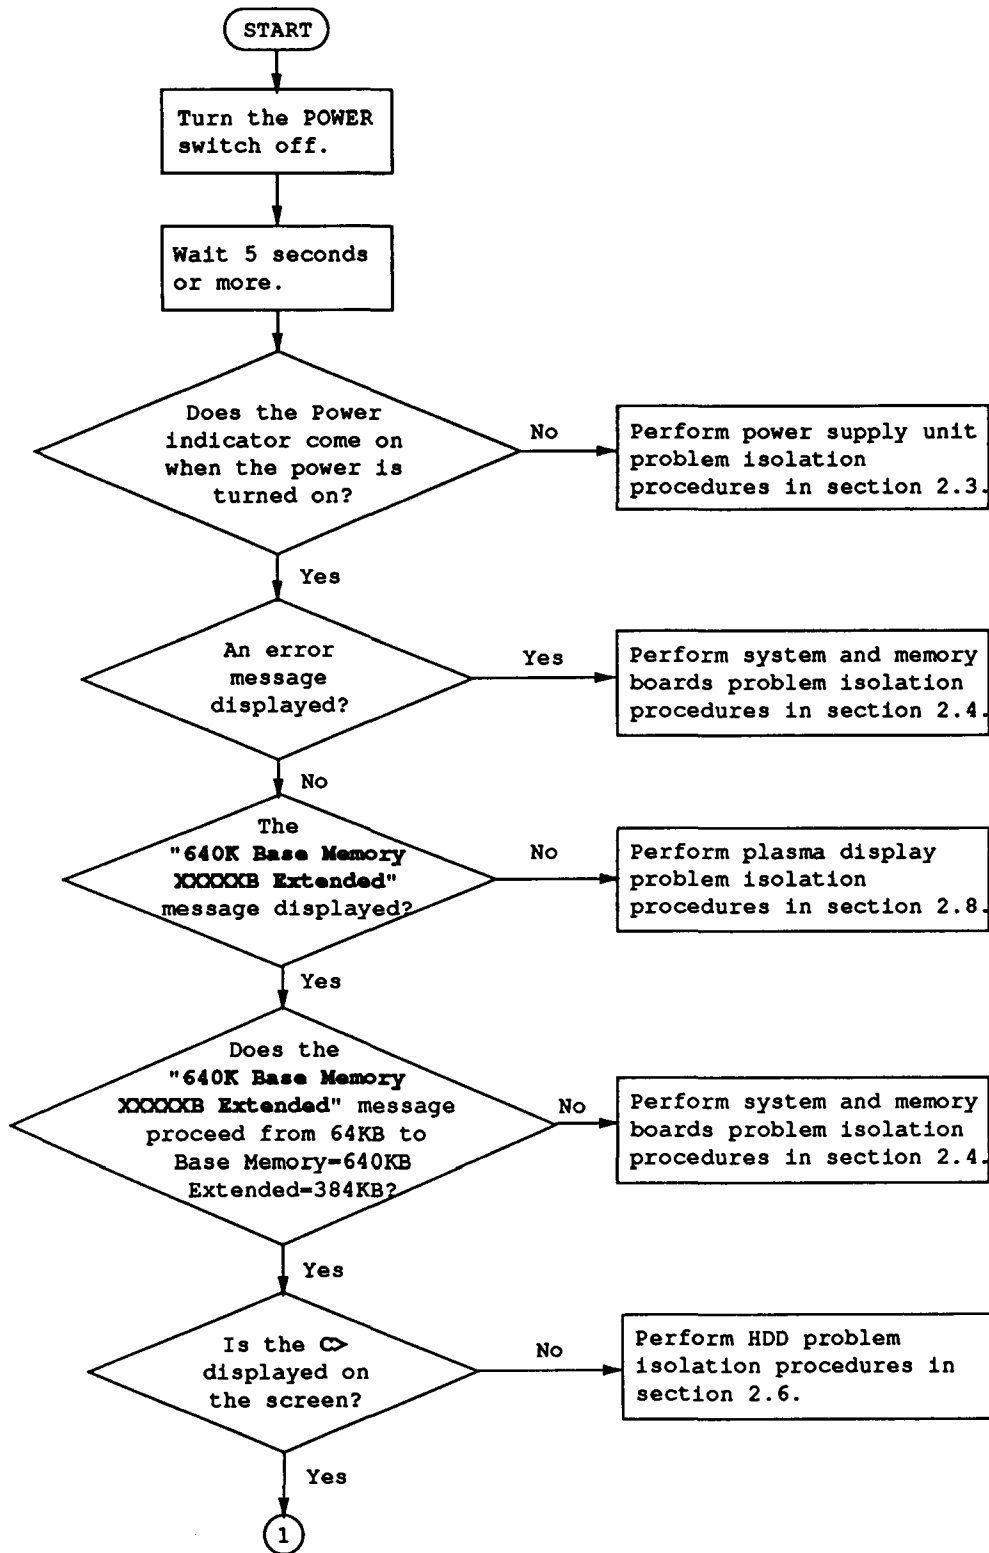 START
Turn the POWER
switch off.
Wait 5 seconds
or more.
Does the Power
indicator come on
when the power is
turned on?
No
Perform power supply unit
problem isolation
procedures in section 2.3.
Yes
An error
message
displayed?
Yes
Perform system and memory
boards problem isolation
procedures in section 2.4.
No
The
"640K Base Memory
XXXXXB Extended"
message displayed?
No
Perform plasma display
problem isolation
procedures in section 2.8.
Yes
Does the
"640K Base Memory
XXXXXB Extended" message
proceed from 64KB to
Base Memory=640KB
Extended=384KB?
No
Perform system and memory
boards problem isolation
procedures in section 2.4.
Yes
Is the C>
displayed on
the screen?
No
Perform HDD problem
isolation procedures in
section 2.6.
Yes
1